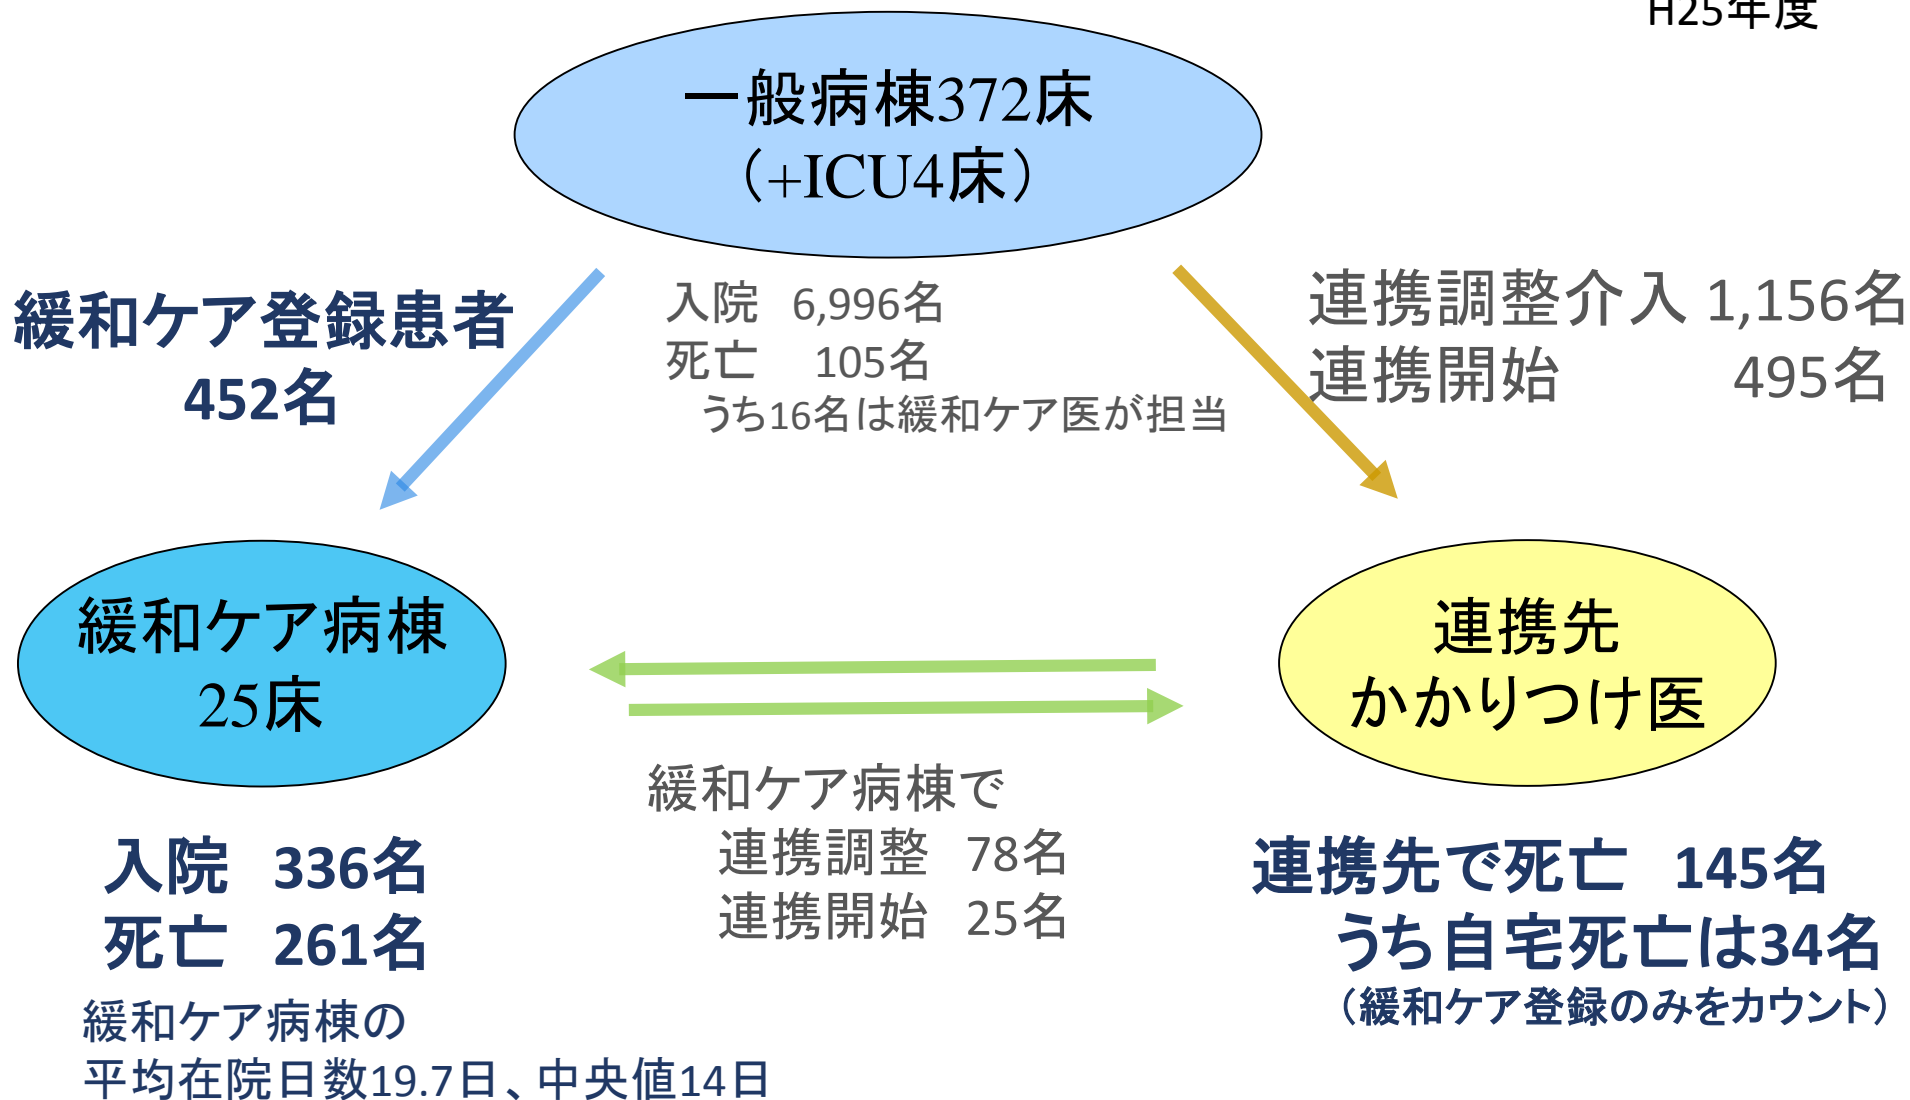 H25年度
一般病棟372床
（+ICU4床）
緩和ケア登録患者
452名
入院 6,996名
死亡 105名
うち16名は緩和ケア医が担当
連携調整介入 1,156名
連携開始 495名
緩和ケア病棟
25床
連携先
かかりつけ医
緩和ケア病棟で
連携調整 78名
連携開始 25名
入院 336名
死亡 261名
緩和ケア病棟の
平均在院日数19.7日、中央値14日
連携先で死亡 145名
うち自宅死亡は34名
（緩和ケア登録のみをカウント）